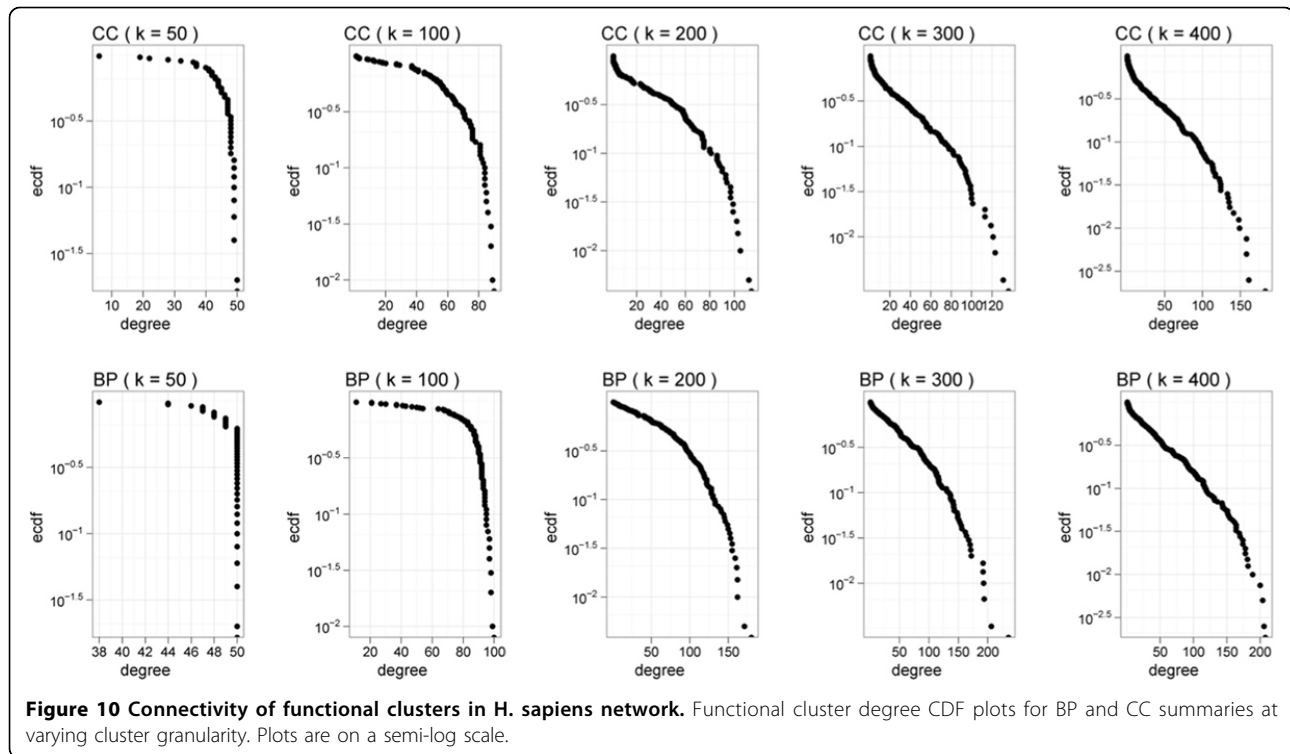 CC ( k = 50 )
ecdf
10^−0.5
10^−1
10^−1.5
10 20 30 40 50
degree
CC ( k = 100 )
ecdf
10^−0.5
10^−1
10^−1.5
10^−2
20 40 60 80
degree
CC ( k = 200 )
ecdf
10^−0.5
10^−1
10^−1.5
10^−2
20 40 60 80 100
degree
CC ( k = 300 )
ecdf
10^−0.5
10^−1
10^−1.5
10^−2
20 40 60 80 100 120
degree
CC ( k = 400 )
ecdf
10^−0.5
10^−1
10^−1.5
10^−2
10^−2.5
50 100 150
degree
BP ( k = 50 )
ecdf
10^−0.5
10^−1
10^−1.5
38 40 42 44 46 48 50
degree
BP ( k = 100 )
ecdf
10^−0.5
10^−1
10^−1.5
10^−2
20 40 60 80 100
degree
BP ( k = 200 )
ecdf
10^−0.5
10^−1
10^−1.5
10^−2
50 100 150
degree
BP ( k = 300 )
ecdf
10^−0.5
10^−1
10^−1.5
10^−2
50 100 150 200
degree
BP ( k = 400 )
ecdf
10^−0.5
10^−1
10^−1.5
10^−2
10^−2.5
50 100 150 200
degree
Figure 10 Connectivity of functional clusters in H. sapiens network. Functional cluster degree CDF plots for BP and CC summaries at
varying cluster granularity. Plots are on a semi-log scale.